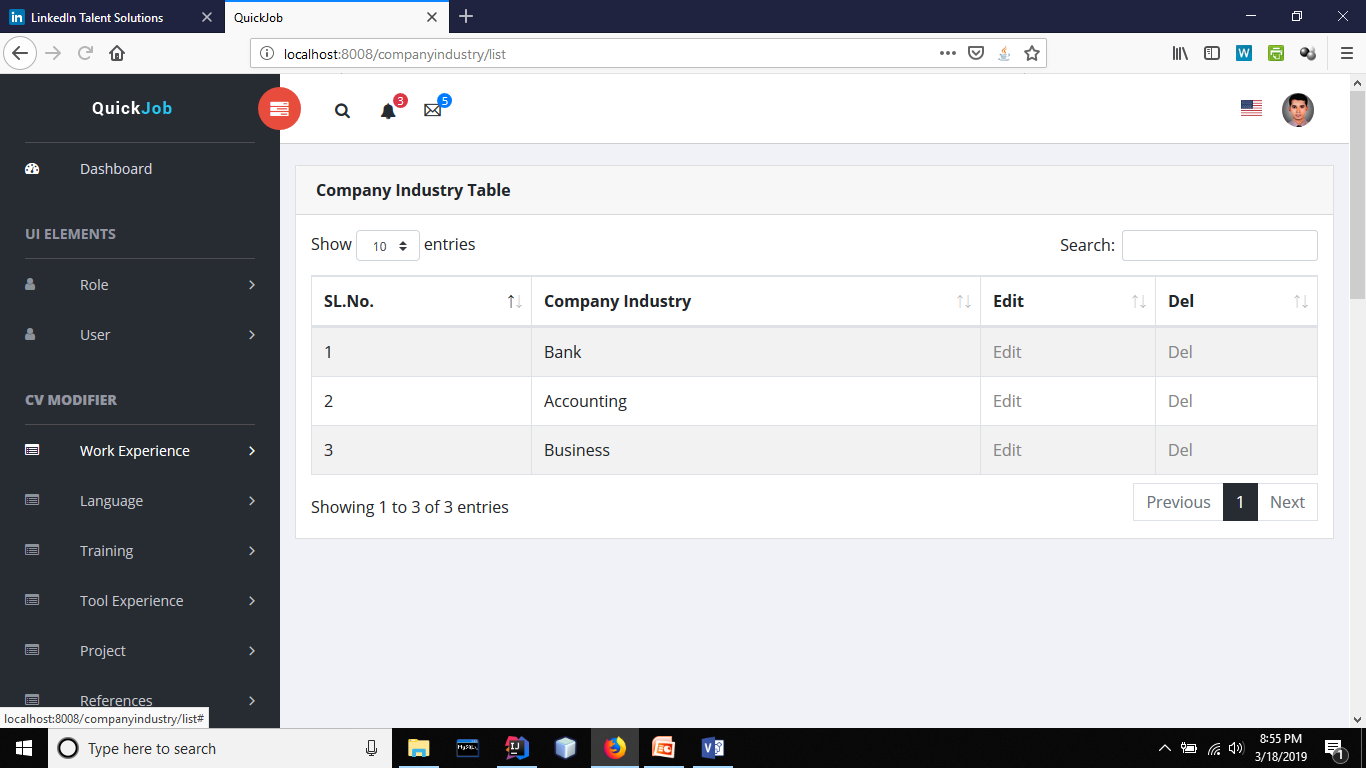 LinkedIn Talent Solutions
QuickJob
localhost:8008/companyindustry/list
W
QuickJob
3
5
Dashboard
UI ELEMENTS
Role
User
CV MODIFIER
Work Experience
Language
Training
Tool Experience
Project
References
Company Industry Table
Show 10 entries
Search:
SL.No. Company Industry Edit Del
1 Bank Edit Del
2 Accounting Edit Del
3 Business Edit Del
Showing 1 to 3 of 3 entries
Previous 1 Next
localhost:8008/companyindustry/list#
Type here to search
8:55 PM
3/18/2019
1